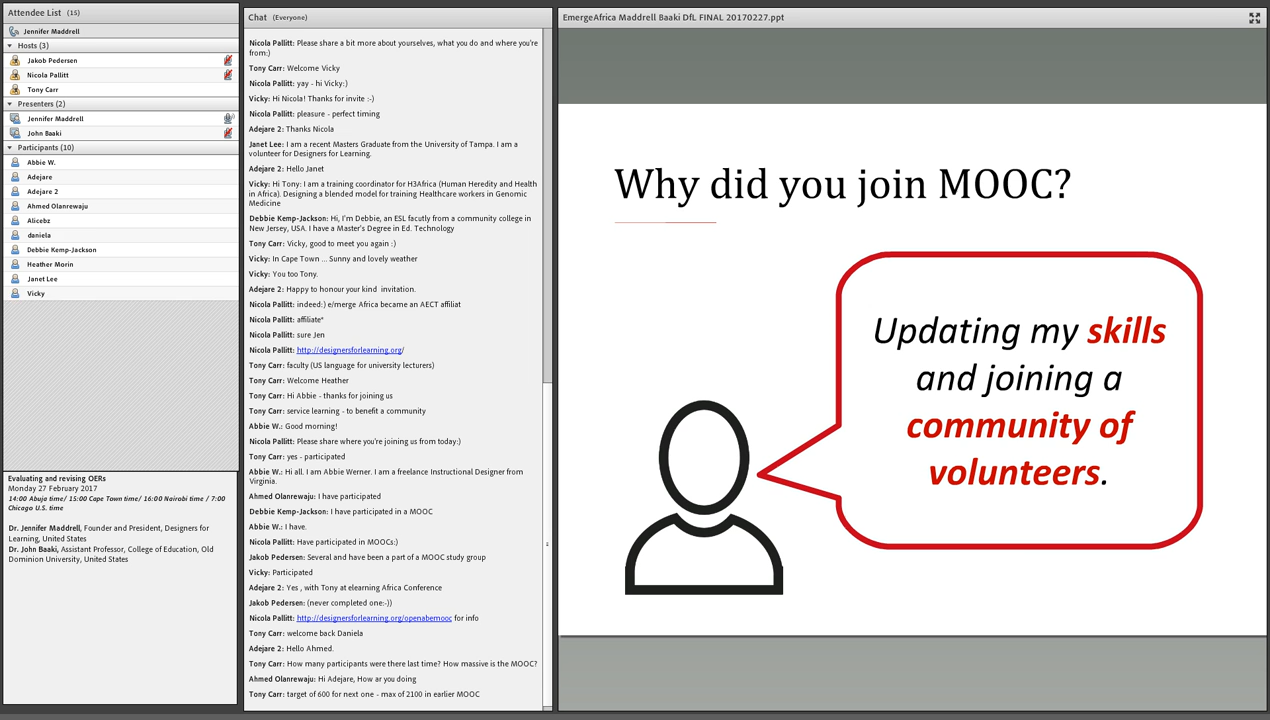 Attendee List (15)
Jennifer Maddrell
Hosts (3)
Jakob Pedersen
Nicola Pallitt
Tony Carr
Presenters (2)
Jennifer Maddrell
John Baaki
Participants (10)
Abbie W.
Adejare
Adejare 2
Ahmed Olanrewaju
Alicebz
daniela
Debbie Kemp-Jackson
Heather Morin
Janet Lee
Vicky
Evaluating and revising OERs
Monday 27 February 2017
14:00 Abuja time/ 15:00 Cape Town time/ 16:00 Nairobi time / 7:00
Chicago U.S. time
Dr. Jennifer Maddrell, Founder and President, Designers for
Learning, United States
Dr. John Baaki, Assistant Professor, College of Education, Old
Dominion University, United States
Chat (Everyone)
Nicola Pallitt: Please share a bit more about yourselves, what you do and where you're
from:)
Tony Carr: Welcome Vicky
Nicola Pallitt: yay - hi Vicky:)
Vicky: Hi Nicola! Thanks for invite :-)
Nicola Pallitt: pleasure - perfect timing
Adejare 2: Thanks Nicola
Janet Lee: I am a recent Masters Graduate from the University of Tampa. I am a
volunteer for Designers for Learning.
Adejare 2: Hello Janet
Vicky: Hi Tony: I am a training coordinator for H3Africa (Human Heredity and Health
in Africa). Designing a blended model for training Healthcare workers in Genomic
Medicine
Debbie Kemp-Jackson: Hi, I'm Debbie, an ESL facutly from a community college in
New Jersey, USA. I have a Master's Degree in Ed. Technology
Tony Carr: Vicky, good to meet you again :)
Vicky: In Cape Town ... Sunny and lovely weather
Vicky: You too Tony.
Adejare 2: Happy to honour your kind invitation.
Nicola Pallitt: indeed:) e/merge Africa became an AECT affiliat
Nicola Pallitt: affiliate*
Nicola Pallitt: sure Jen
Nicola Pallitt: http://designersforlearning.org/
Tony Carr: faculty (US language for university lecturers)
Tony Carr: Welcome Heather
Tony Carr: Hi Abbie - thanks for joining us
Tony Carr: service learning - to benefit a community
Abbie W.: Good morning!
Nicola Pallitt: Please share where you're joining us from today:)
Tony Carr: yes - participated
Abbie W.: Hi all. I am Abbie Werner. I am a freelance Instructional Designer from
Virginia.
Ahmed Olanrewaju: I have participated
Debbie Kemp-Jackson: I have participated in a MOOC
Abbie W.: I have.
Nicola Pallitt: Have participated in MOOCs:)
Jakob Pedersen: Several and have been a part of a MOOC study group
Vicky: Participated
Adejare 2: Yes , with Tony at elearning Africa Conference
Jakob Pedersen: (never completed one:-))
Nicola Pallitt: http://designersforlearning.org/openabemooc for info
Tony Carr: welcome back Daniela
Adejare 2: Hello Ahmed.
Tony Carr: How many participants were there last time? How massive is the MOOC?
Ahmed Olanrewaju: Hi Adejare, How ar you doing
Tony Carr: target of 600 for next one - max of 2100 in earlier MOOC
EmergeAfrica Maddrell Baaki DfL FINAL 20170227.ppt
Why did you join MOOC?
Updating my skills
and joining a
community of
volunteers.